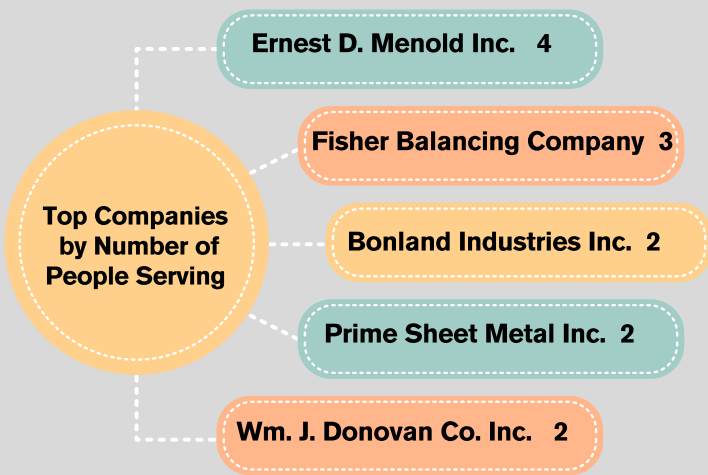 Ernest D. Menold Inc. 4
Fisher Balancing Company 3
Top Companies
by Number of
People Serving
Bonland Industries Inc. 2
Prime Sheet Metal Inc. 2
Wm. J. Donovan Co. Inc. 2